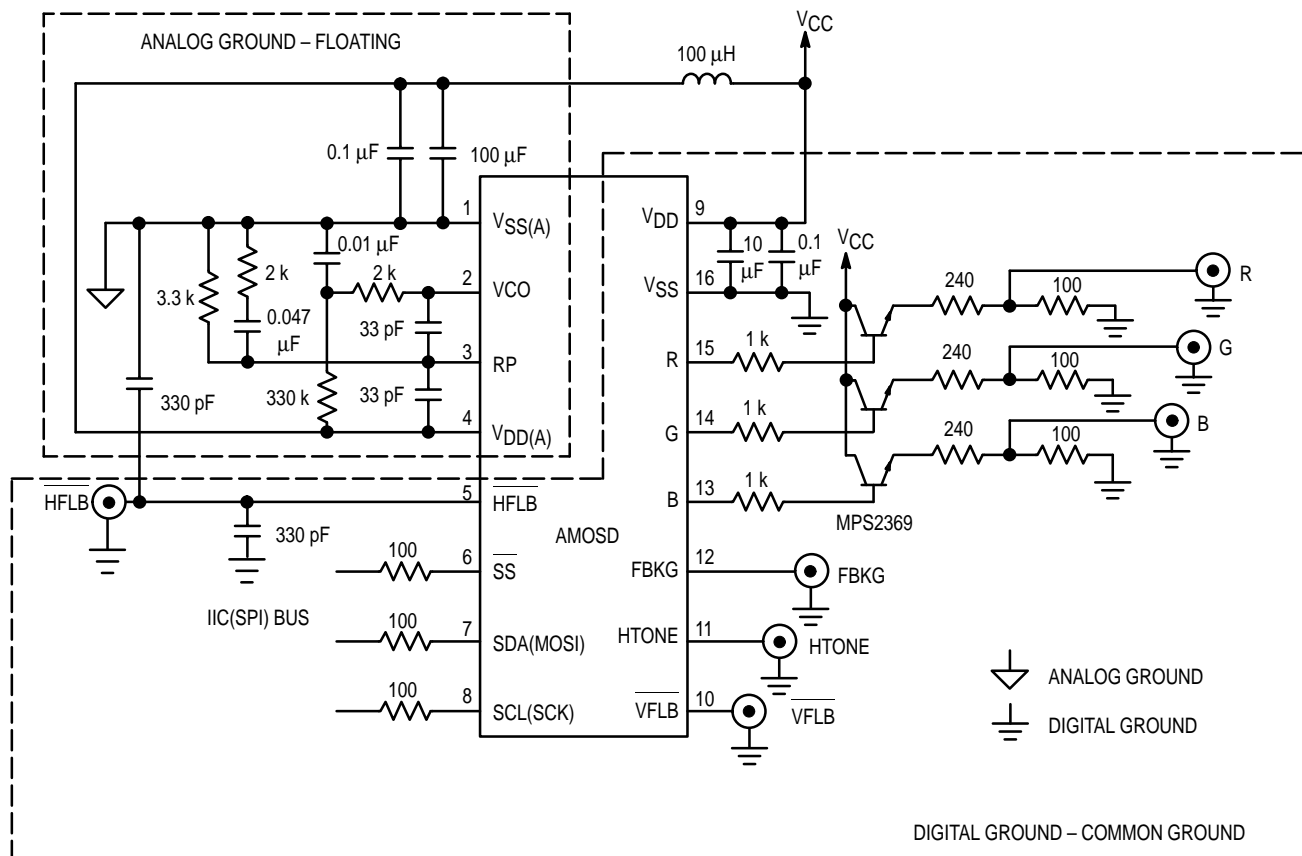 ANALOG GROUND – FLOATING
VCC
100 µH
0.1 µF
100 µF
1
VSS(A)
VDD
9
0.01 µF
2 k
2 k
2
VCO
3.3 k
0.047
µF
33 pF
3
RP
330 pF
330 k
33 pF
4
VDD(A)
10
µF
0.1
µF
VSS
16
VCC
R
15
1 k
240
100
R
G
14
1 k
240
100
G
B
13
1 k
240
100
B
MPS2369
HFLB
5
HFLB
330 pF
AMOSD
100
6
SS
FBKG
12
FBKG
IIC(SPI) BUS
100
7
SDA(MOSI)
HTONE
11
HTONE
100
8
SCL(SCK)
VFLB
10
VFLB
ANALOG GROUND
DIGITAL GROUND
DIGITAL GROUND – COMMON GROUND